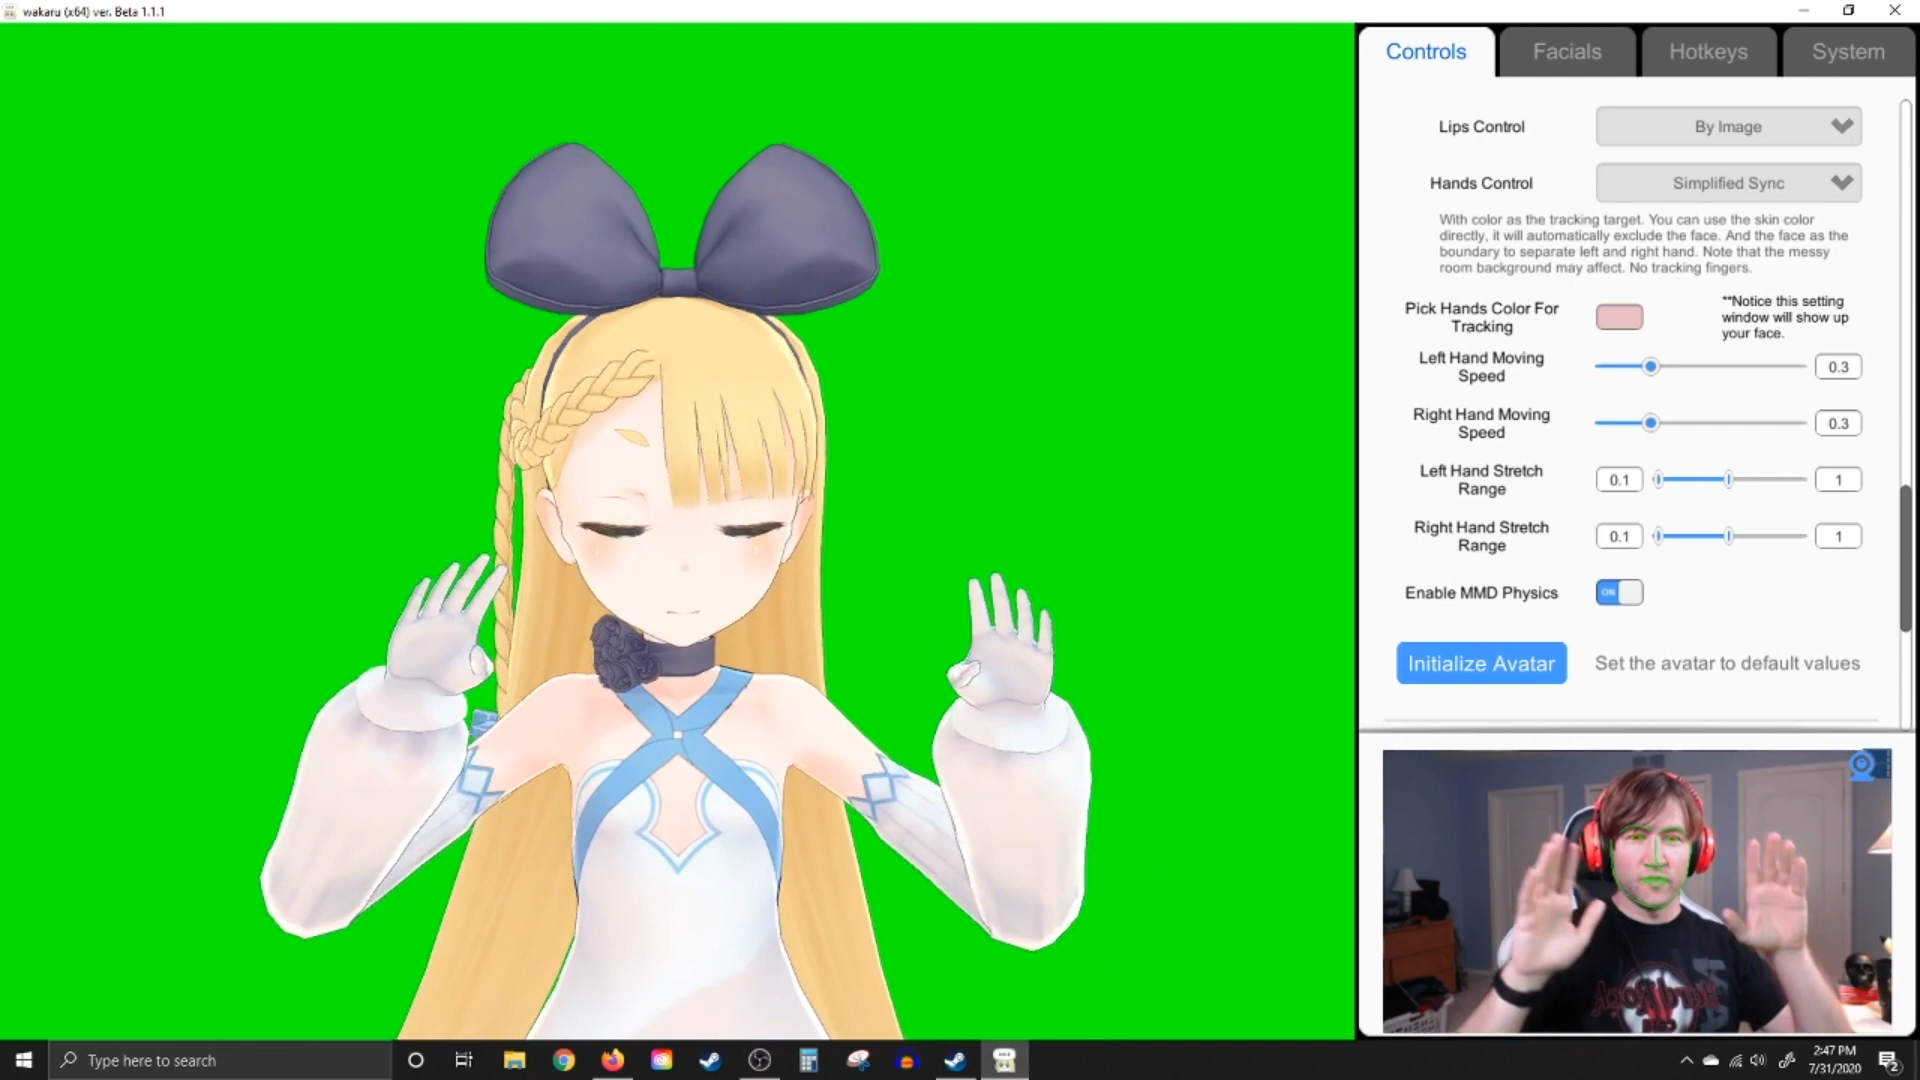 wakaru (x64) ver. Beta 1.1.1
Controls
Facials
Hotkeys
System
Lips Control
By Image
Hands Control
Simplified Sync
With color as the tracking target. You can use the skin color
directly, it will automatically exclude the face. And the face as the
boundary to separate left and right hand. Note that the messy
room background may affect. No tracking fingers.
Pick Hands Color For
Tracking
**Notice this setting
window will show up
your face.
Left Hand Moving
Speed
0.3
Right Hand Moving
Speed
0.3
Left Hand Stretch
Range
0.1
1
Right Hand Stretch
Range
0.1
1
Enable MMD Physics
ON
Initialize Avatar
Set the avatar to default values
Type here to search
2:47 PM
7/31/2020
2